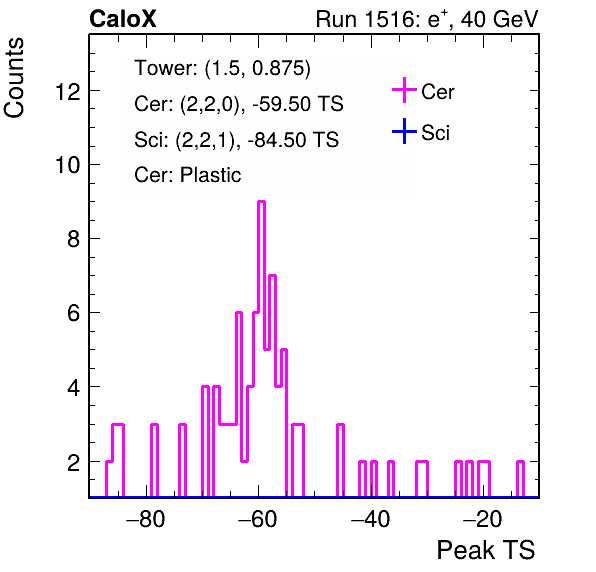 CaloX Run 1516: e+, 40 GeV
Counts
Tower: (1.5, 0.875)
Cer: (2,2,0), -59.50 TS
Sci: (2,2,1), -84.50 TS
Cer: Plastic
Cer
Sci
12
10
8
6
4
2
−80 −60 −40 −20
Peak TS